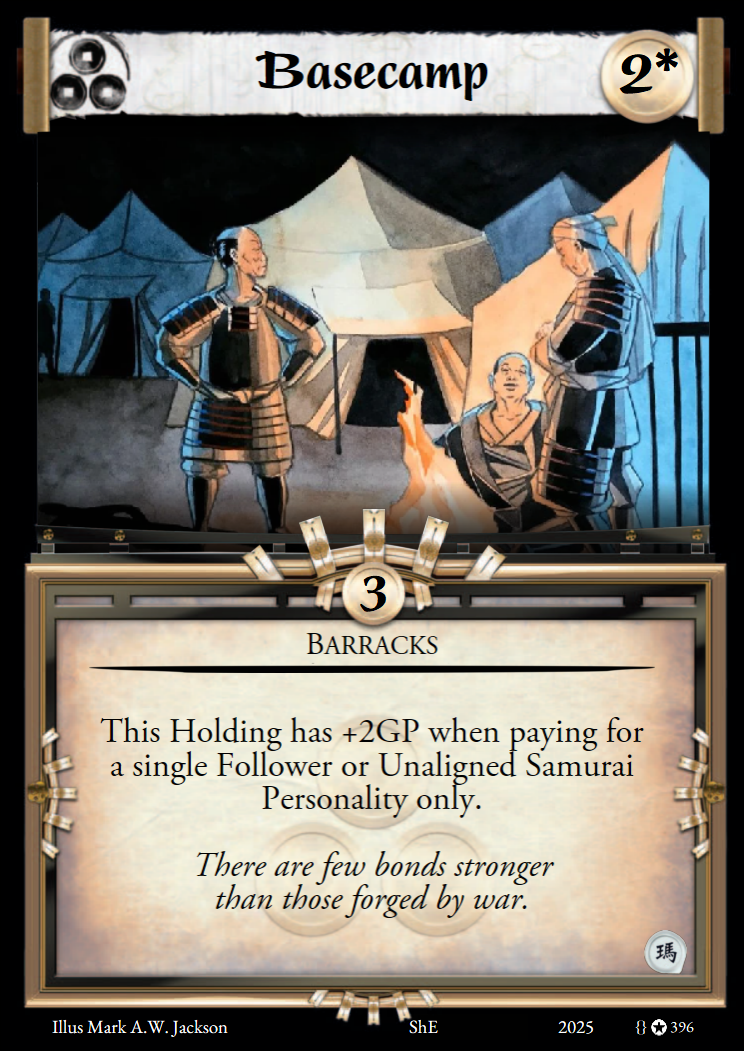 Basecamp
2*
3
Barracks
This Holding has +2GP when paying for
a single Follower or Unaligned Samurai
Personality only.
There are few bonds stronger
than those forged by war.
瑪
Illus Mark A.W. Jackson ShE 2025 {} 396